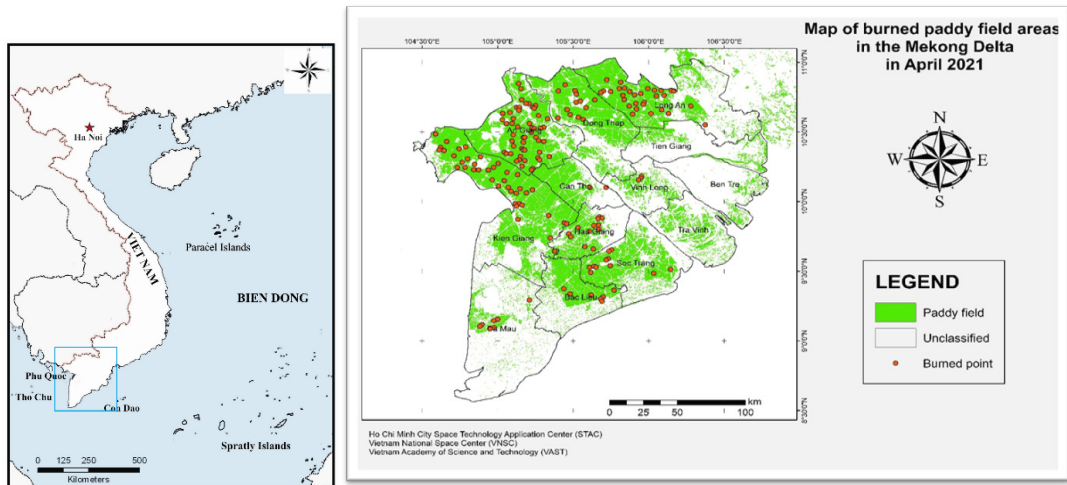 Ha Noi
Paracel Islands
VIET NAM
BIEN DONG
Phu Quoc
Tho Chu
Con Dao
Spratly Islands
0 125 250 500
Kilometers
Map of burned paddy field areas
in the Mekong Delta
in April 2021
104°30'0"E 105°0'0"E 105°30'0"E 106°0'0"E 106°30'0"E
Long An
Dong Thap
An Giang
Tien Giang
Can Tho
Vinh Long
Ben Tre
Kien Giang
Hau Giang
Tra Vinh
Soc Trang
Bac Lieu
Ca Mau
N
W E
S
LEGEND
Paddy field
Unclassified
Burned point
km
0 12.5 25 50 75 100
Ho Chi Minh City Space Technology Application Center (STAC)
Vietnam National Space Center (VNSC)
Vietnam Academy of Science and Technology (VAST)